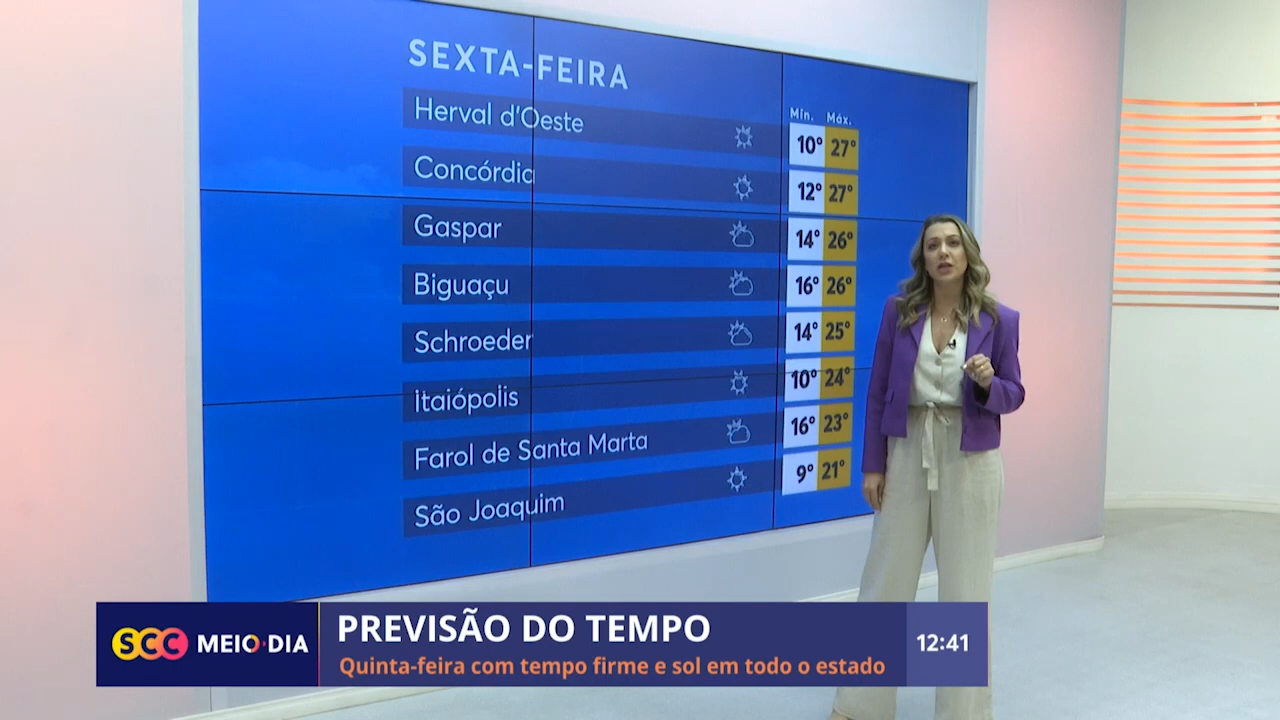 SEXTA-FEIRA
Mín. Máx.
Herval d'Oeste 10° 27°
Concórdia 12° 27°
Gaspar 14° 26°
Biguaçu 16° 26°
Schroeder 14° 25°
Itaiópolis 10° 24°
Farol de Santa Marta 16° 23°
São Joaquim 9° 21°
SCC MEIO-DIA
PREVISÃO DO TEMPO
Quinta-feira com tempo firme e sol em todo o estado
12:41